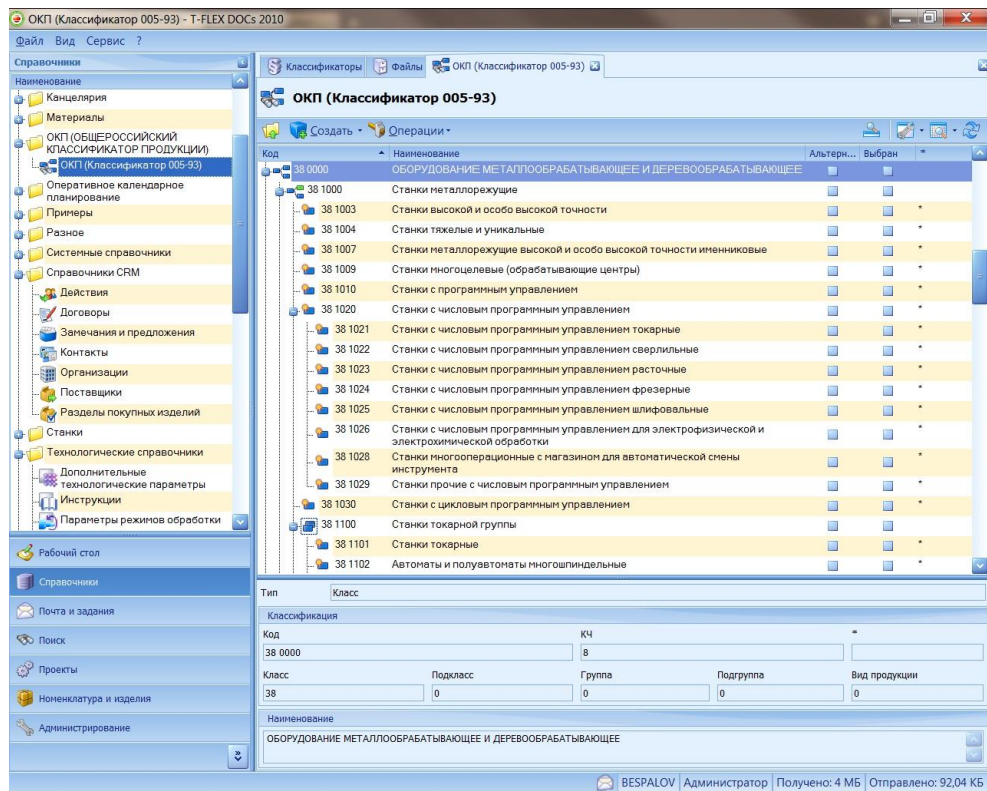 ОКП (Классификатор 005-93) - T-FLEX DOCs 2010
Файл Вид Сервис ?
Справочники
Наименование
Канцелярия
Материалы
ОКП (ОБЩЕРОССИЙСКИЙ
КЛАССИФИКАТОР ПРОДУКЦИИ)
ОКП (Классификатор 005-93)
Оперативное календарное
планирование
Примеры
Разное
Системные справочники
Справочники CRM
Действия
Договоры
Замечания и предложения
Контакты
Организации
Поставщики
Разделы покупных изделий
Станки
Технологические справочники
Дополнительные
технологические параметры
Инструкции
Параметры режимов обработки
Рабочий стол
Справочники
Почта и задания
Поиск
Проекты
Номенклатура и изделия
Администрирование
Классификаторы Файлы ОКП (Классификатор 005-93)
ОКП (Классификатор 005-93)
Создать Операции
Код Наименование Альтерн... Выбран *
38 0000 ОБОРУДОВАНИЕ МЕТАЛЛООБРАБАТЫВАЮЩЕЕ И ДЕРЕВООБРАБАТЫВАЮЩЕЕ
38 1000 Станки металлорежущие
38 1003 Станки высокой и особо высокой точности *
38 1004 Станки тяжелые и уникальные *
38 1007 Станки металлорежущие высокой и особо высокой точности именниковые *
38 1009 Станки многоцелевые (обрабатывающие центры) *
38 1010 Станки с программным управлением *
38 1020 Станки с числовым программным управлением *
38 1021 Станки с числовым программным управлением токарные *
38 1022 Станки с числовым программным управлением сверлильные *
38 1023 Станки с числовым программным управлением расточные *
38 1024 Станки с числовым программным управлением фрезерные *
38 1025 Станки с числовым программным управлением шлифовальные *
38 1026 Станки с числовым программным управлением для электрофизической и *
электрохимической обработки
38 1028 Станки многооперационные с магазином для автоматической смены *
инструмента
38 1029 Станки прочие с числовым программным управлением *
38 1030 Станки с цикловым программным управлением *
38 1100 Станки токарной группы
38 1101 Станки токарные *
38 1102 Автоматы и полуавтоматы многошпиндельные *
Тип Класс
Классификация
Код КЧ *
38 0000 8
Класс Подкласс Группа Подгруппа Вид продукции
38 0 0 0 0
Наименование
ОБОРУДОВАНИЕ МЕТАЛЛООБРАБАТЫВАЮЩЕЕ И ДЕРЕВООБРАБАТЫВАЮЩЕЕ
BESPALOV Администратор Получено: 4 МБ Отправлено: 92,04 КБ